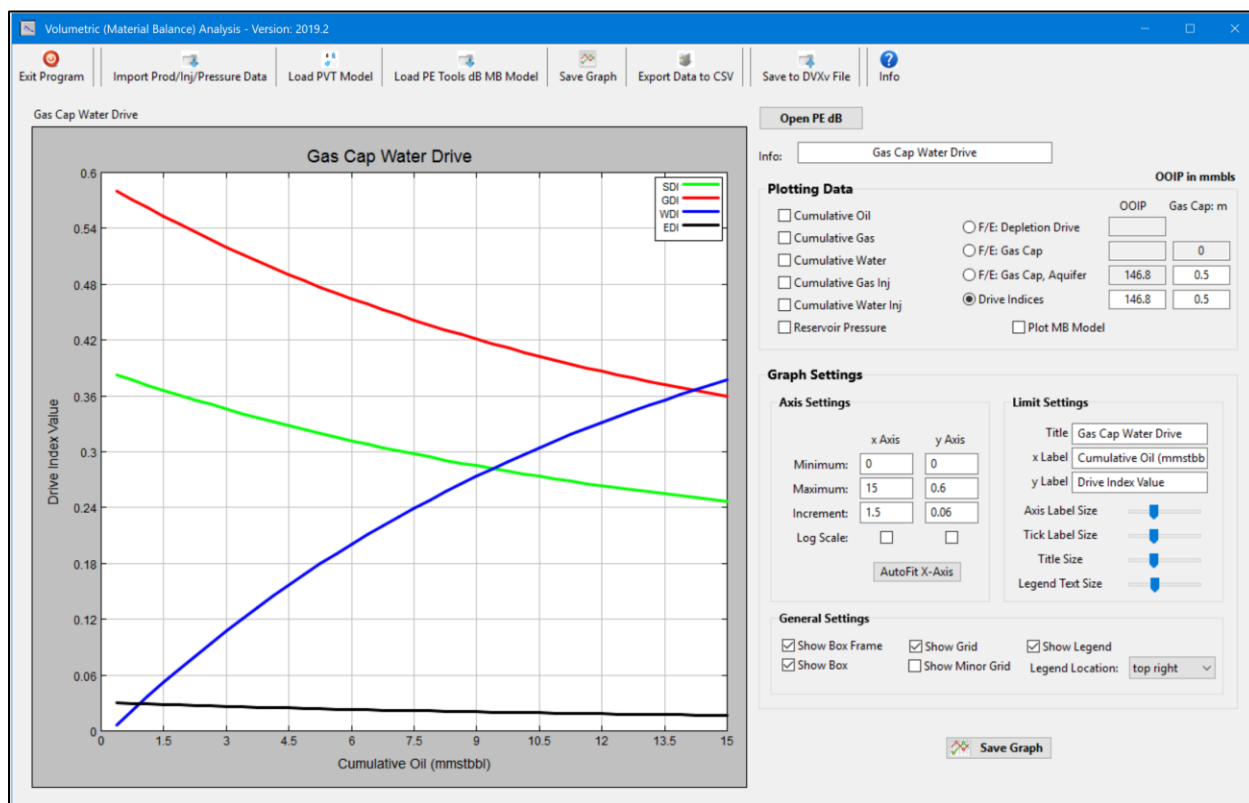 Volumetric (Material Balance) Analysis - Version: 2019.2
Exit Program Import Prod/Inj/Pressure Data Load PVT Model Load PE Tools dB MB Model Save Graph Export Data to CSV Save to DVXv File Info
Gas Cap Water Drive
Gas Cap Water Drive
0.6
0.54
0.48
0.42
0.36
0.3
0.24
0.18
0.12
0.06
0
Drive Index Value
SDI
GDI
WDI
EDI
0 1.5 3 4.5 6 7.5 9 10.5 12 13.5 15
Cumulative Oil (mmstbbl)
Open PE dB
Info: Gas Cap Water Drive
OOIP in mmbls
Plotting Data
OOIP Gas Cap: m
Cumulative Oil
Cumulative Gas
Cumulative Water
Cumulative Gas Inj
Cumulative Water Inj
Reservoir Pressure
F/E: Depletion Drive
F/E: Gas Cap 0
F/E: Gas Cap, Aquifer 146.8 0.5
Drive Indices 146.8 0.5
Plot MB Model
Graph Settings
Axis Settings
x Axis y Axis
Minimum: 0 0
Maximum: 15 0.6
Increment: 1.5 0.06
Log Scale:
AutoFit X-Axis
Limit Settings
Title Gas Cap Water Drive
x Label Cumulative Oil (mmstbb
y Label Drive Index Value
Axis Label Size
Tick Label Size
Title Size
Legend Text Size
General Settings
Show Box Frame Show Grid Show Legend
Show Box Show Minor Grid Legend Location: top right
Save Graph